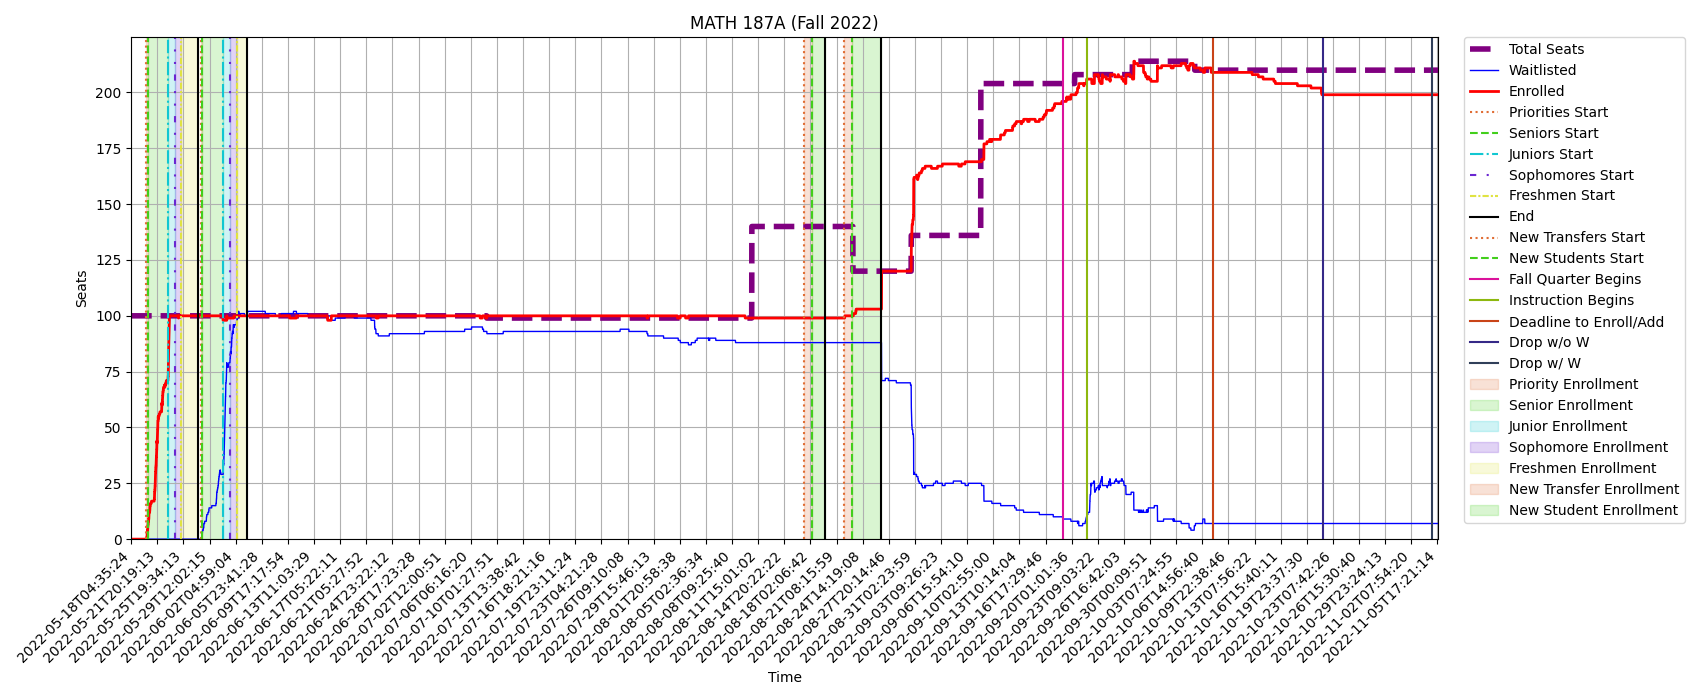 MATH 187A (Fall 2022)
Seats
200
175
150
125
100
75
50
25
0
2022-05-18T04:35:24
2022-05-21T20:19:13
2022-05-25T19:34:13
2022-05-29T12:02:15
2022-06-02T04:59:04
2022-06-05T23:41:28
2022-06-09T17:17:54
2022-06-13T11:03:29
2022-06-17T05:22:11
2022-06-21T05:27:52
2022-06-24T23:22:12
2022-06-28T17:23:28
2022-07-02T12:00:51
2022-07-06T06:16:20
2022-07-10T01:27:51
2022-07-13T13:38:42
2022-07-16T18:21:16
2022-07-19T23:11:24
2022-07-23T04:21:28
2022-07-26T09:10:08
2022-07-29T15:46:13
2022-08-01T20:58:38
2022-08-05T02:36:34
2022-08-08T09:25:40
2022-08-11T15:01:02
2022-08-14T20:22:22
2022-08-18T02:06:42
2022-08-21T08:15:59
2022-08-24T14:19:08
2022-08-27T20:14:46
2022-08-31T02:23:59
2022-09-03T09:26:23
2022-09-06T15:54:10
2022-09-10T02:55:00
2022-09-13T10:14:04
2022-09-16T17:29:46
2022-09-20T01:01:36
2022-09-23T09:03:22
2022-09-26T16:42:03
2022-09-30T00:09:51
2022-10-03T07:24:55
2022-10-06T14:56:40
2022-10-09T22:38:46
2022-10-13T07:56:22
2022-10-16T15:40:11
2022-10-19T23:37:30
2022-10-23T07:42:26
2022-10-26T15:30:40
2022-10-29T23:24:13
2022-11-02T07:54:20
2022-11-05T17:21:14
Time
Total Seats
Waitlisted
Enrolled
Priorities Start
Seniors Start
Juniors Start
Sophomores Start
Freshmen Start
End
New Transfers Start
New Students Start
Fall Quarter Begins
Instruction Begins
Deadline to Enroll/Add
Drop w/o W
Drop w/ W
Priority Enrollment
Senior Enrollment
Junior Enrollment
Sophomore Enrollment
Freshmen Enrollment
New Transfer Enrollment
New Student Enrollment